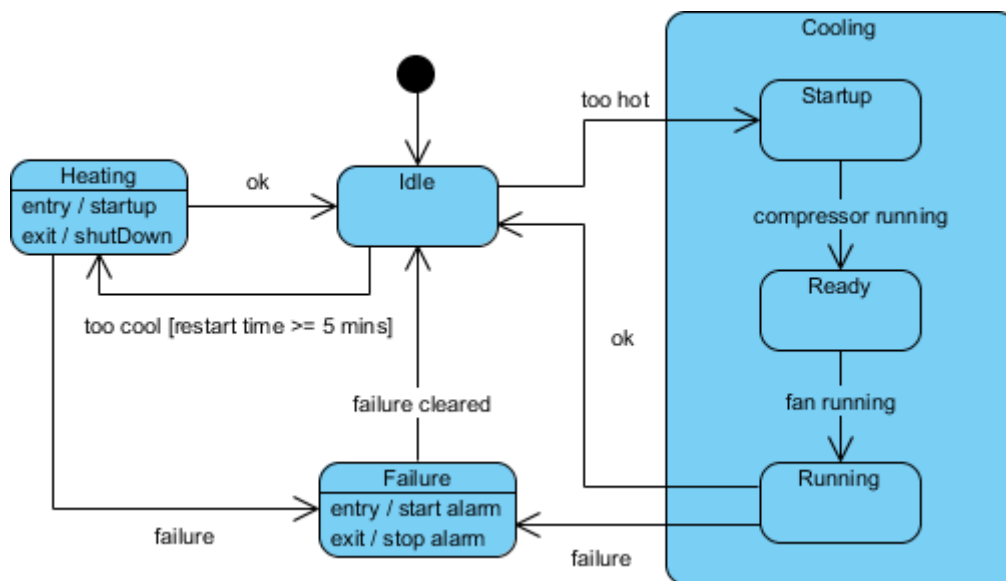 Cooling
too hot
Startup
Heating
entry / startup
exit / shutDown
ok
Idle
compressor running
Ready
too cool [restart time >= 5 mins]
ok
failure cleared
fan running
Failure
entry / start alarm
exit / stop alarm
Running
failure
failure